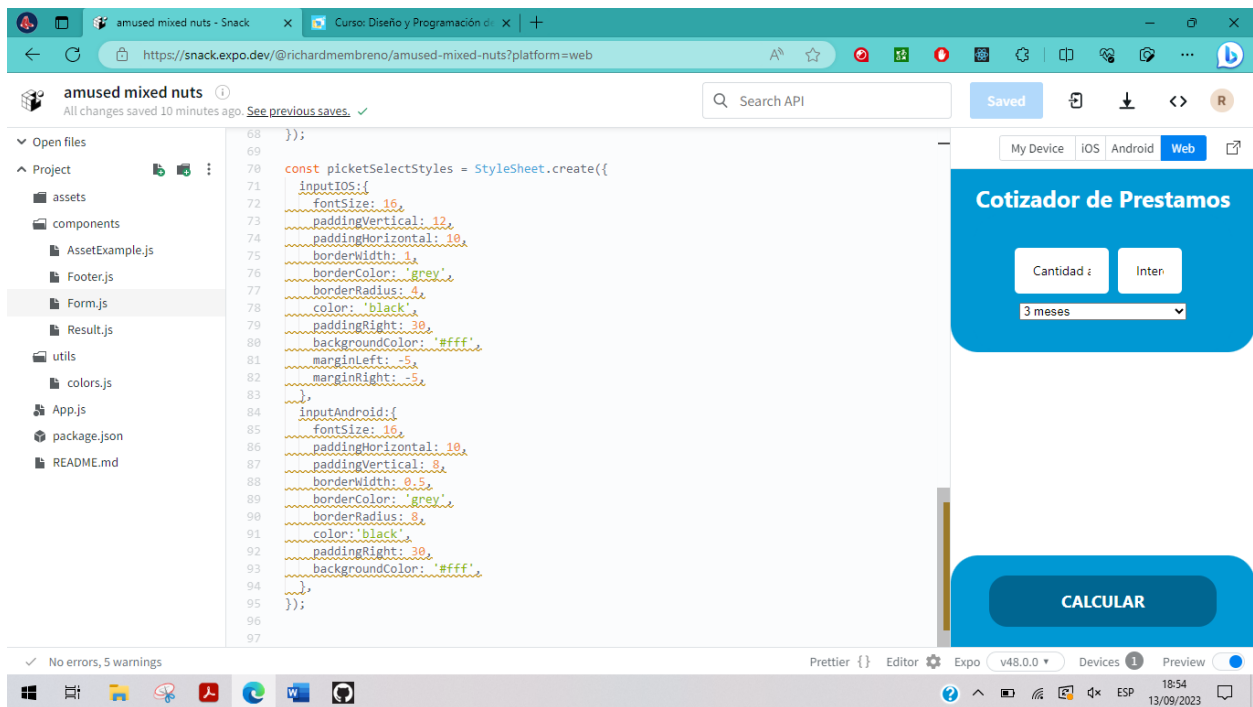 amused mixed nuts - Snack
Curso: Diseño y Programación de
https://snack.expo.dev/@richardmembreno/amused-mixed-nuts?platform=web
amused mixed nuts
All changes saved 10 minutes ago. See previous saves.
Search API
Saved
R
Open files
Project
assets
components
AssetExample.js
Footer.js
Form.js
Result.js
utils
colors.js
App.js
package.json
README.md
68 });
69
70 const picketSelectStyles = StyleSheet.create({
71 inputIOS:{
72 fontSize: 16,
73 paddingVertical: 12,
74 paddingHorizontal: 10,
75 borderWidth: 1,
76 borderColor: 'grey',
77 borderRadius: 4,
78 color: 'black',
79 paddingRight: 30,
80 backgroundColor: '#fff',
81 marginLeft: -5,
82 marginRight: -5,
83 },
84 inputAndroid:{
85 fontSize: 16,
86 paddingHorizontal: 10,
87 paddingVertical: 8,
88 borderWidth: 0.5,
89 borderColor: 'grey',
90 borderRadius: 8,
91 color:'black',
92 paddingRight: 30,
93 backgroundColor: '#fff',
94 },
95 });
96
97
My Device iOS Android Web
Cotizador de Prestamos
Cantidad a Inter
3 meses
CALCULAR
No errors, 5 warnings
Prettier { } Editor Expo v48.0.0 Devices 1 Preview
ESP
18:54
13/09/2023